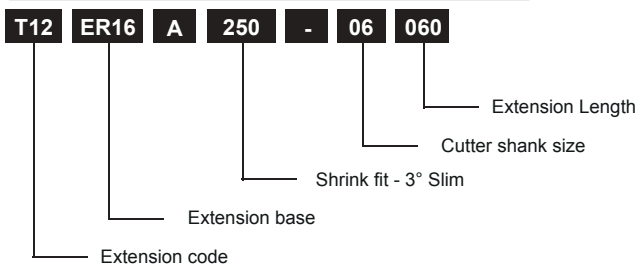 T12 ER16 A 250 - 06 060
Extension Length
Cutter shank size
Shrink fit - 3° Slim
Extension base
Extension code